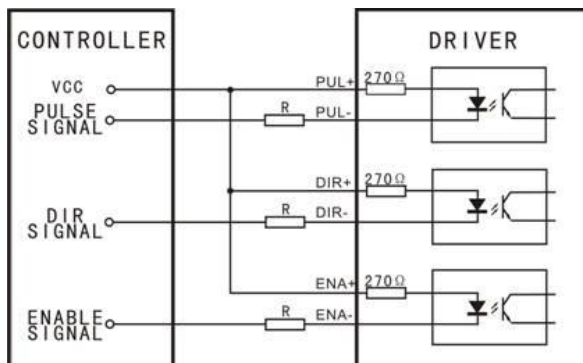 CONTROLLER
DRIVER
VCC
PUL+
270Ω
PULSE
SIGNAL
R
PUL-
DIR+
270Ω
DIR
SIGNAL
R
DIR-
ENA+
270Ω
ENABLE
SIGNAL
R
ENA-